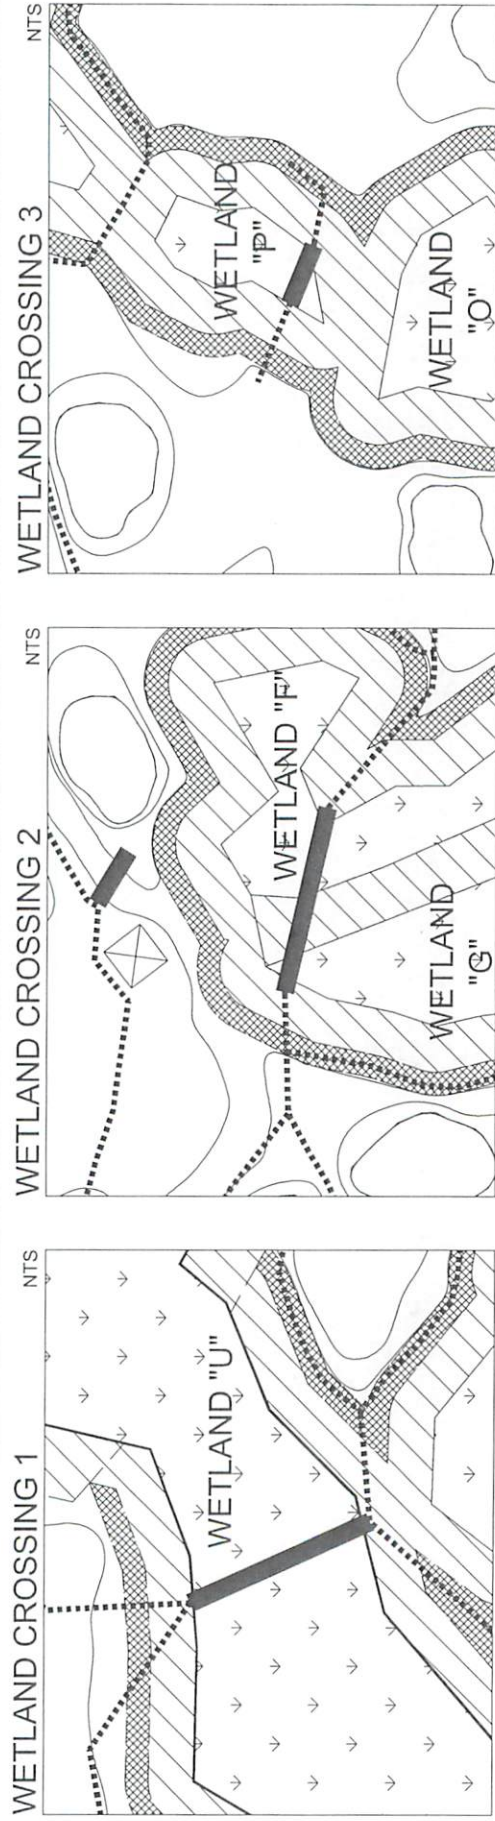 WETLAND CROSSING 1
NTS
WETLAND "U"
WETLAND CROSSING 2
NTS
WETLAND "F"
WETLAND
"G"
WETLAND CROSSING 3
NTS
WETLAND
"P"
WETLAND
"O"